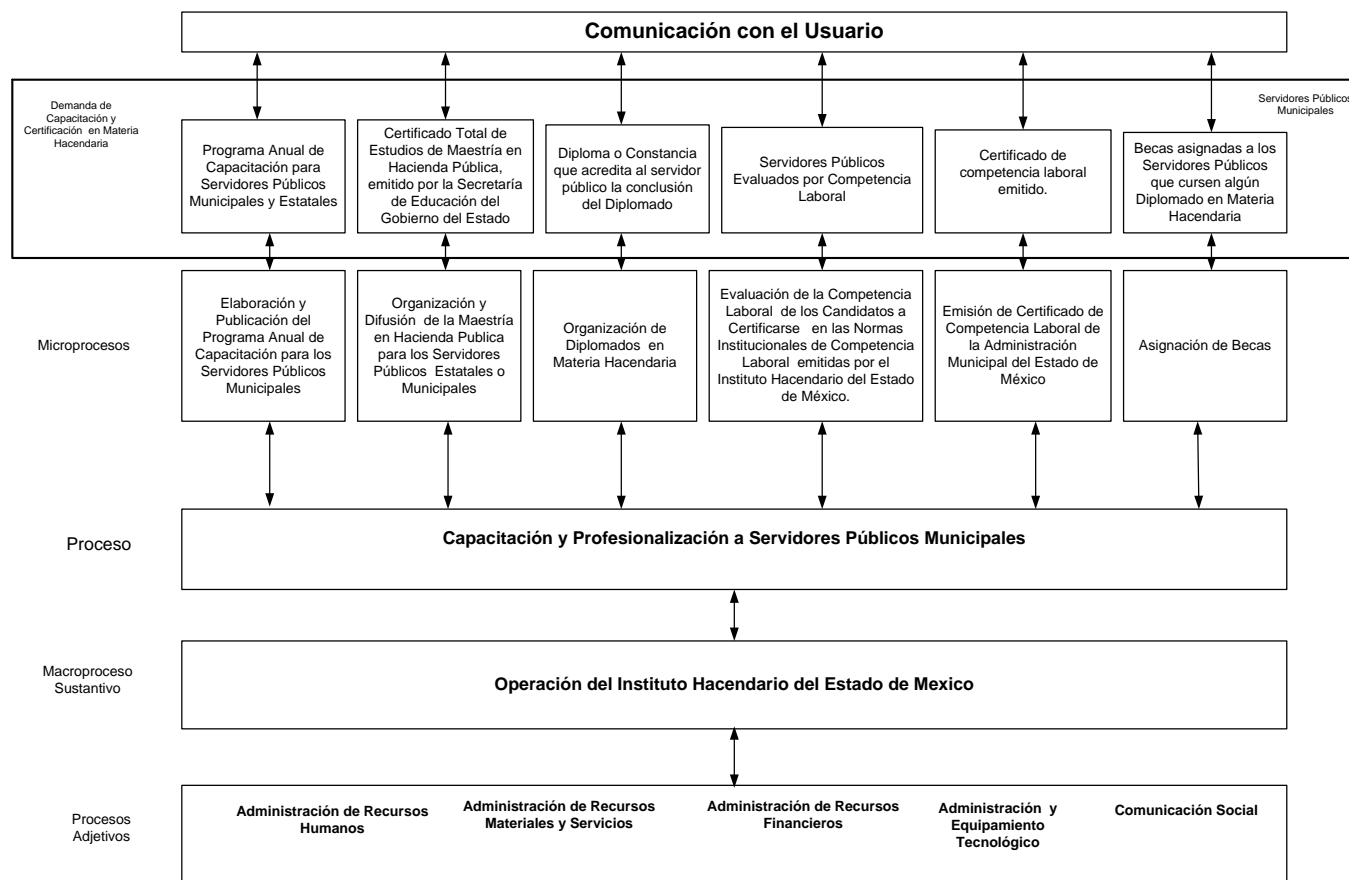 Comunicación con el Usuario
Demanda de
Capacitación y
Certificación en Materia
Hacendaria
Servidores Públicos
Municipales
Programa Anual de
Capacitación para
Servidores Públicos
Municipales y Estatales
Certificado Total de
Estudios de Maestría en
Hacienda Pública,
emitido por la Secretaría
de Educación del
Gobierno del Estado
Diploma o Constancia
que acredita al servidor
público la conclusión
del Diplomado
Servidores Públicos
Evaluados por Competencia
Laboral
Certificado de
competencia laboral
emitido.
Becas asignadas a los
Servidores Públicos
que cursen algún
Diplomado en Materia
Hacendaria
Microprocesos
Elaboración y
Publicación del
Programa Anual de
Capacitación para los
Servidores Públicos
Municipales
Organización y
Difusión de la Maestría
en Hacienda Publica
para los Servidores
Públicos Estatales o
Municipales
Organización de
Diplomados en
Materia Hacendaria
Evaluación de la Competencia
Laboral de los Candidatos a
Certificarse en las Normas
Institucionales de Competencia
Laboral emitidas por el
Instituto Hacendario del Estado
de México.
Emisión de Certificado de
Competencia Laboral de
la Administración
Municipal del Estado de
México
Asignación de Becas
Proceso
Capacitación y Profesionalización a Servidores Públicos Municipales
Macroproceso
Sustantivo
Operación del Instituto Hacendario del Estado de Mexico
Procesos
Adjetivos
Administración de Recursos
Humanos
Administración de Recursos
Materiales y Servicios
Administración de Recursos
Financieros
Administración y
Equipamiento
Tecnológico
Comunicación Social